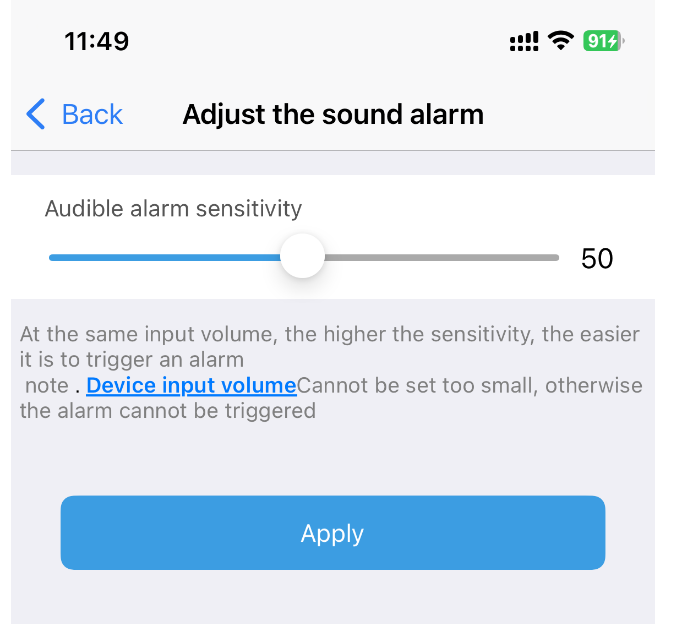 11:49
91
Back
Adjust the sound alarm
Audible alarm sensitivity
50
At the same input volume, the higher the sensitivity, the easier
it is to trigger an alarm
note . Device input volumeCannot be set too small, otherwise
the alarm cannot be triggered
Apply